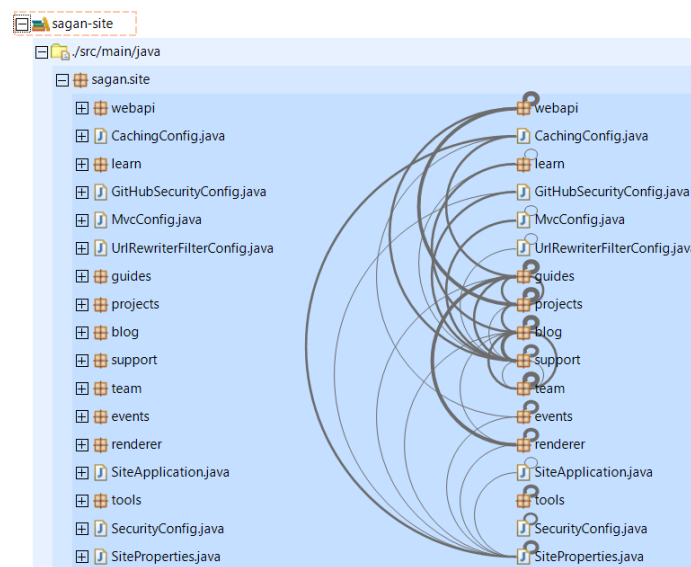 sagan-site
./src/main/java
sagan.site
webapi webapi
CachingConfig.java CachingConfig.java
learn learn
GitHubSecurityConfig.java GitHubSecurityConfig.java
MvcConfig.java MvcConfig.java
UrlRewriterFilterConfig.java UrlRewriterFilterConfig.java
guides guides
projects projects
blog blog
support support
team team
events events
renderer renderer
SiteApplication.java SiteApplication.java
tools tools
SecurityConfig.java SecurityConfig.java
SiteProperties.java SiteProperties.java